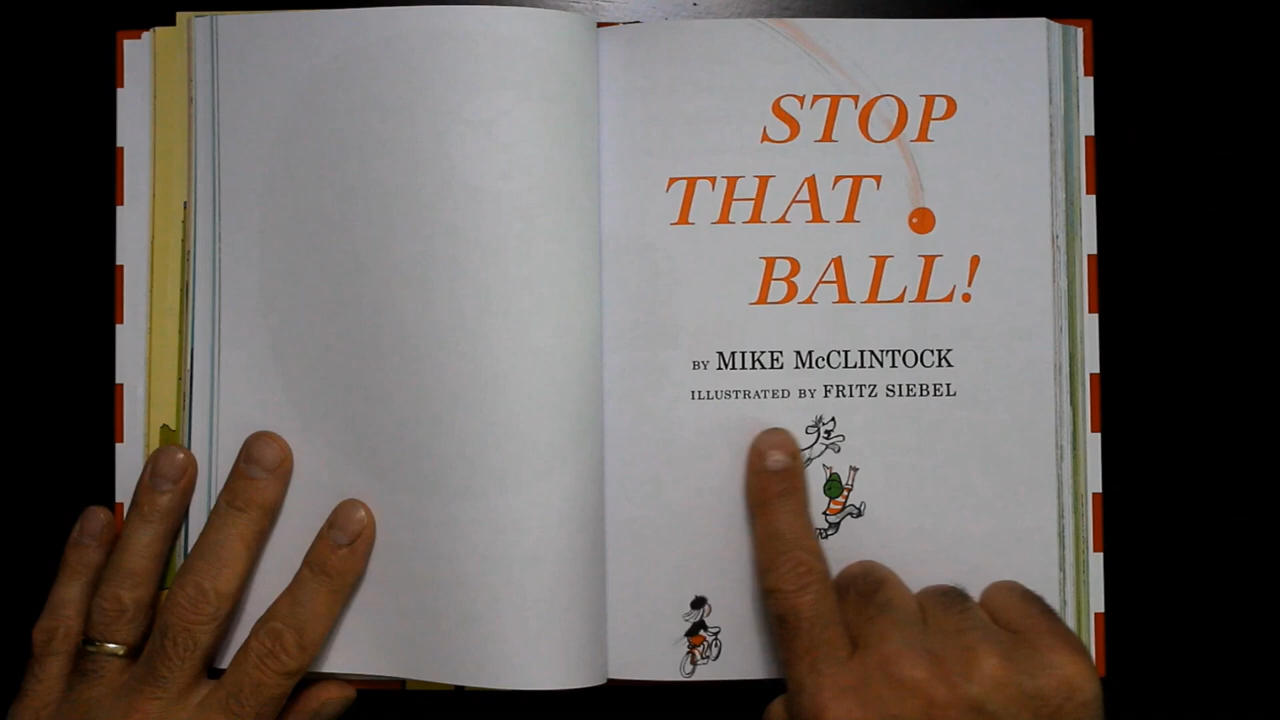 STOP
THAT
BALL!
BY MIKE McCLINTOCK
ILLUSTRATED BY FRITZ SIEBEL